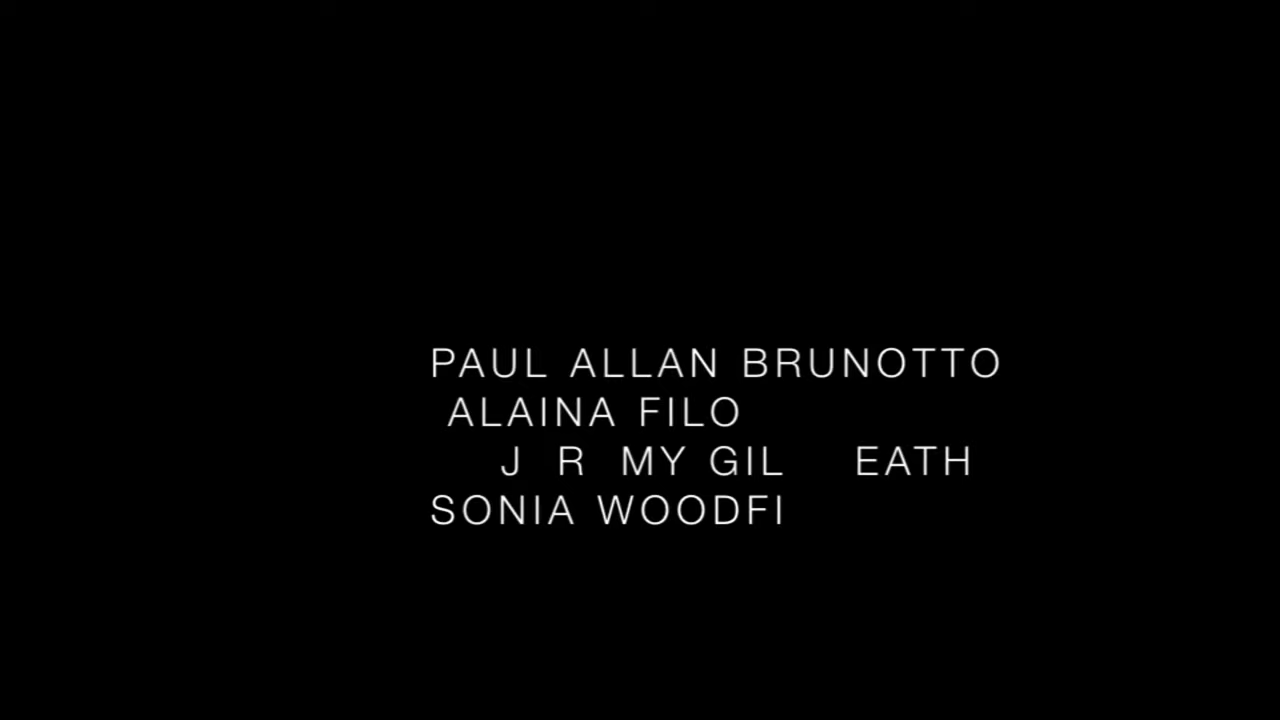 PAUL ALLAN BRUNOTTO
ALAINA FILO
J R MY GIL EATH
SONIA WOODFI